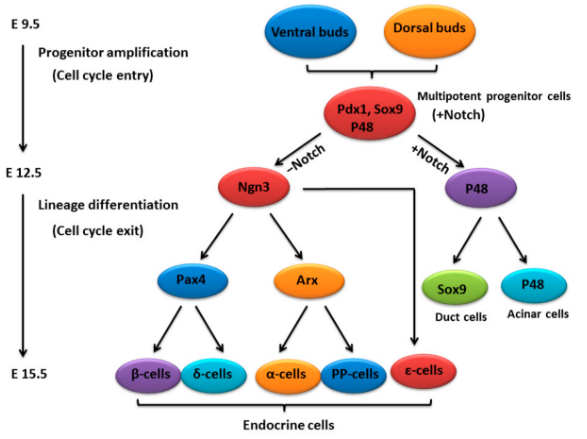 E 9.5
Ventral buds
Dorsal buds
Progenitor amplification
(Cell cycle entry)
Multipotent progenitor cells
(+Notch)
Pdx1, Sox9
P48
−Notch
+Notch
E 12.5
Ngn3
P48
Lineage differentiation
(Cell cycle exit)
Pax4
Arx
Sox9
P48
Duct cells
Acinar cells
E 15.5
β-cells
δ-cells
α-cells
PP-cells
ε-cells
Endocrine cells